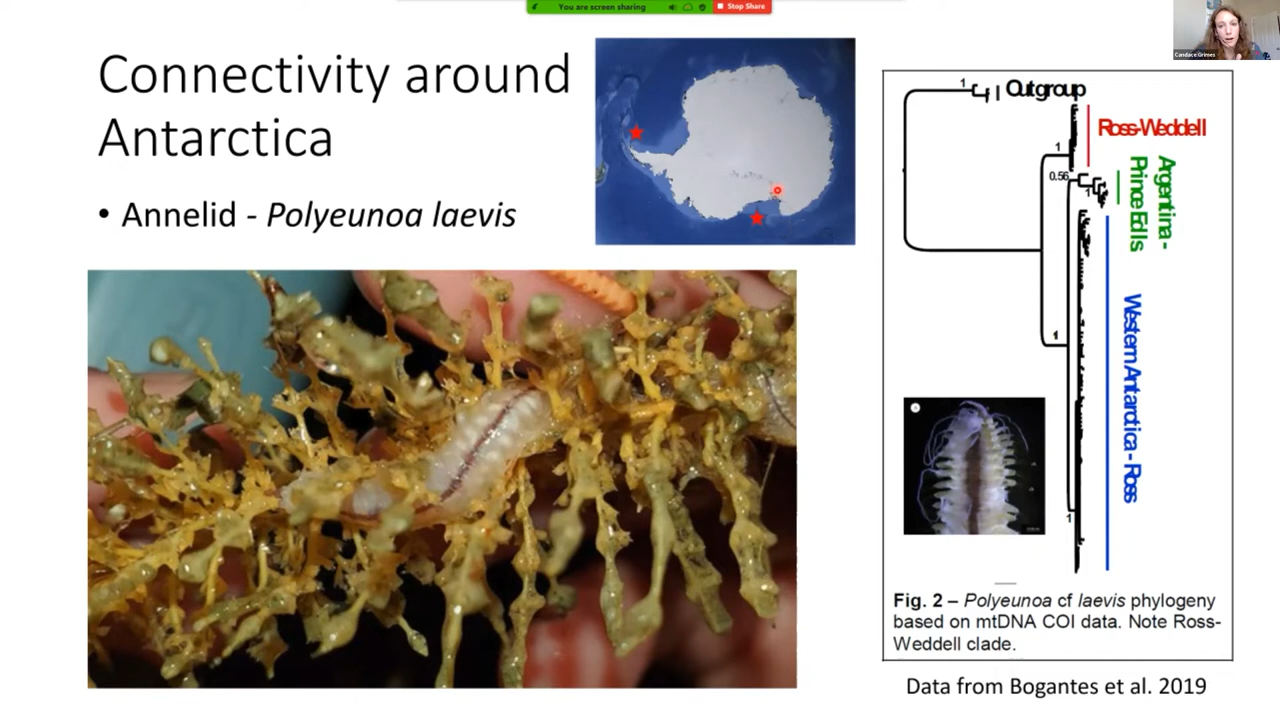 You are screen sharing
Stop Share
Candace Grimes
Connectivity around
Antarctica
• Annelid - Polyeunoa laevis
1
Outgroup
Ross-Weddell
1
0.56
1
Argentina -
Prince Ed Is
Western Antarctica - Ross
1
1
Fig. 2 – Polyeunoa cf laevis phylogeny
based on mtDNA COI data. Note Ross-
Weddell clade.
Data from Bogantes et al. 2019